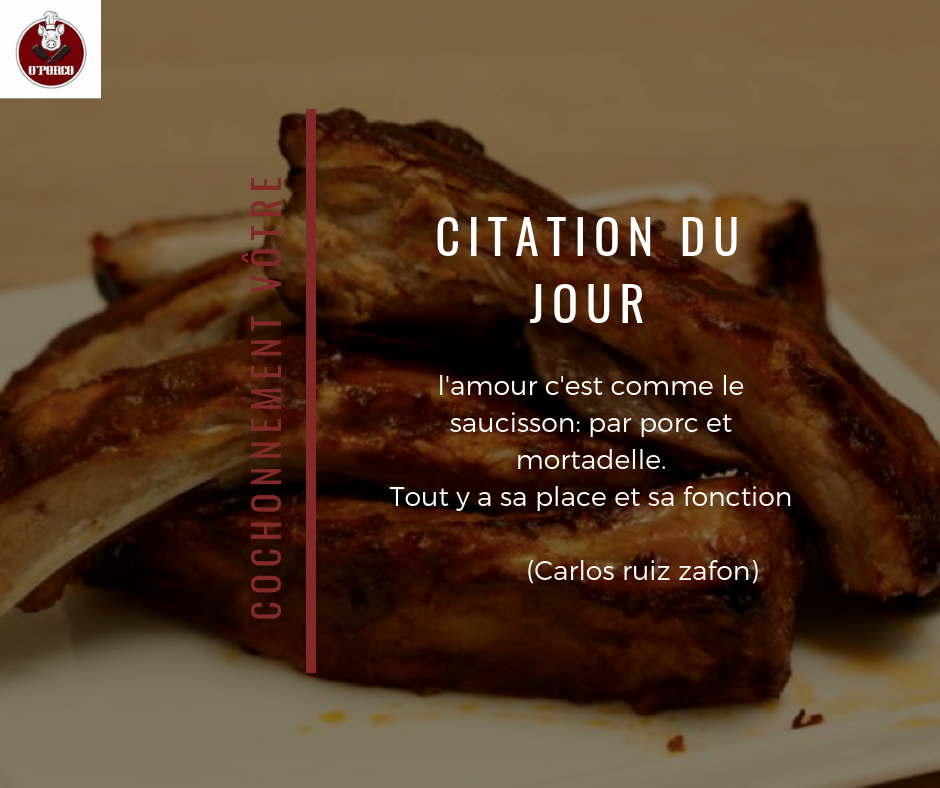 O'PORCO
COCHONNEMENT VÔTRE
CITATION DU
JOUR
l'amour c'est comme le
saucisson: par porc et
mortadelle.
Tout y a sa place et sa fonction
(Carlos ruiz zafon)